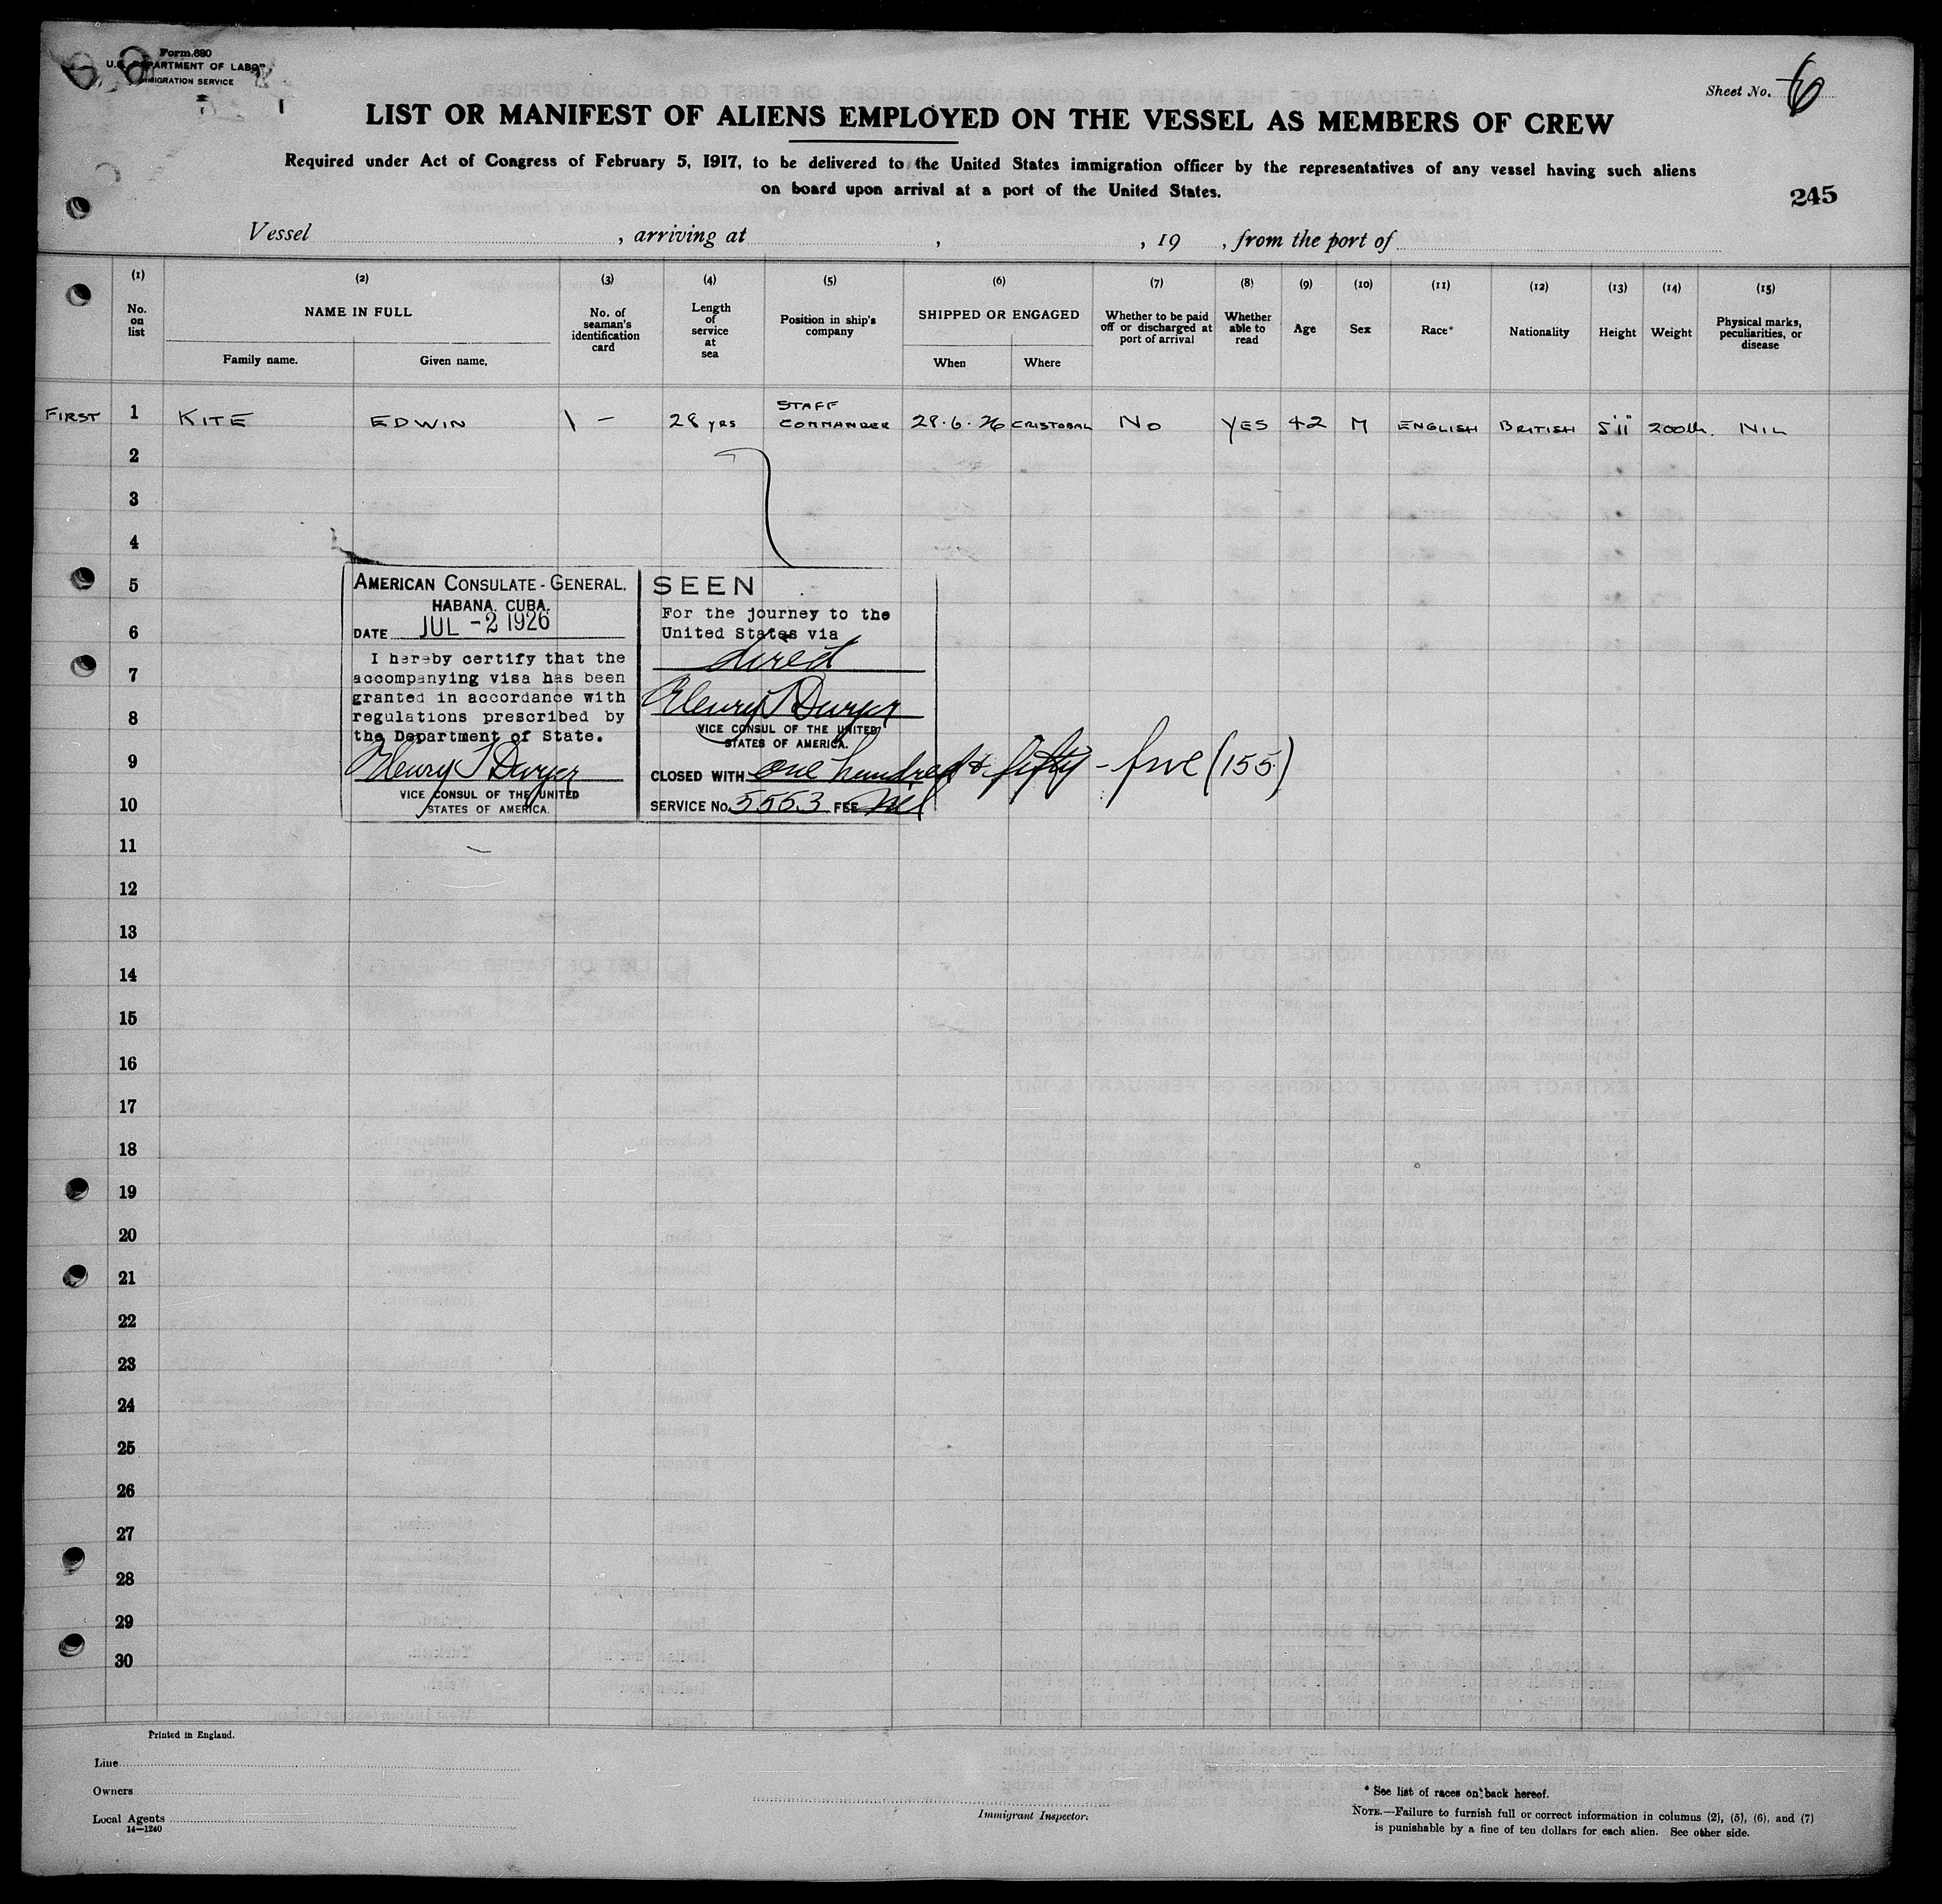 Form 680
U.S. DEPARTMENT OF LABOR
IMMIGRATION SERVICE
Sheet No. 6
LIST OR MANIFEST OF ALIENS EMPLOYED ON THE VESSEL AS MEMBERS OF CREW
Required under Act of Congress of February 5, 1917, to be delivered to the United States immigration officer by the representatives of any vessel having such aliens
on board upon arrival at a port of the United States.
245
Vessel , arriving at , , 19 , from the port of
(1) (2) (3) (4) (5) (6) (7) (8) (9) (10) (11) (12) (13) (14) (15)
No. on list
NAME IN FULL
Family name. Given name.
No. of seaman's identification card
Length of service at sea
Position in ship's company
SHIPPED OR ENGAGED
When Where
Whether to be paid off or discharged at port of arrival
Whether able to read
Age
Sex
Race*
Nationality
Height
Weight
Physical marks, peculiarities, or disease
FIRST 1 KITE EDWIN \ – 28 YRS STAFF COMMANDER 28.6.26 CRISTOBAL NO YES 42 M ENGLISH BRITISH 5'11" 200lb. NIL
2
3
4
5
6
7
8
9
10
11
12
13
14
15
16
17
18
19
20
21
22
23
24
25
26
27
28
29
30
AMERICAN CONSULATE-GENERAL.
HABANA. CUBA.
DATE JUL -2 1926
I hereby certify that the
accompanying visa has been
granted in accordance with
regulations prescribed by
the Department of State.
Henry T Dwyer
VICE CONSUL OF THE UNITED
STATES OF AMERICA.
SEEN
For the journey to the
United States via
direct
Henry T Dwyer
VICE CONSUL OF THE UNITED
STATES OF AMERICA.
CLOSED WITH one hundred & fifty - five (155)
SERVICE No. 5553 FEE Nil
Printed in England.
Line
Owners
Local Agents
14—1240
Immigrant Inspector.
* See list of races on back hereof.
NOTE.—Failure to furnish full or correct information in columns (2), (5), (6), and (7)
is punishable by a fine of ten dollars for each alien. See other side.